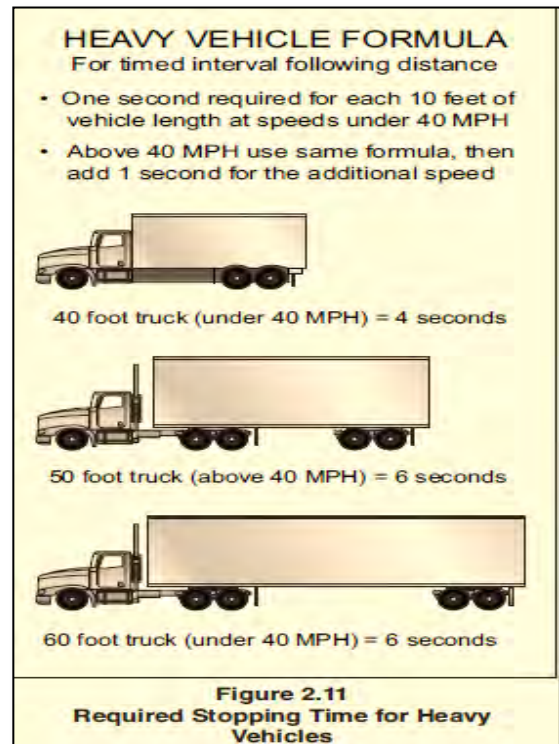 HEAVY VEHICLE FORMULA
For timed interval following distance
• One second required for each 10 feet of
vehicle length at speeds under 40 MPH
• Above 40 MPH use same formula, then
add 1 second for the additional speed
40 foot truck (under 40 MPH) = 4 seconds
50 foot truck (above 40 MPH) = 6 seconds
60 foot truck (under 40 MPH) = 6 seconds
Figure 2.11
Required Stopping Time for Heavy
Vehicles